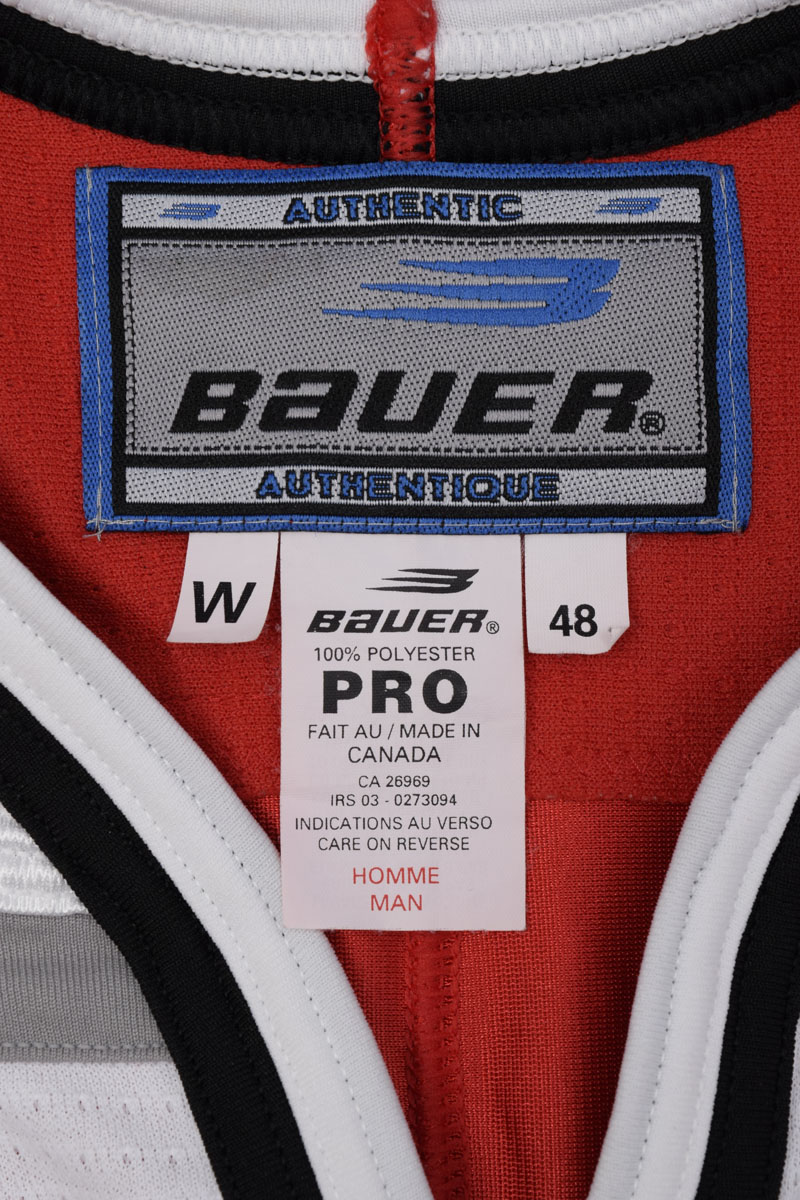 AUTHENTIC
BaUER®
AUTHENTIQUE
W
BaUER®
100% POLYESTER
PRO
FAIT AU / MADE IN
CANADA
CA 26969
IRS 03 - 0273094
INDICATIONS AU VERSO
CARE ON REVERSE
HOMME
MAN
48